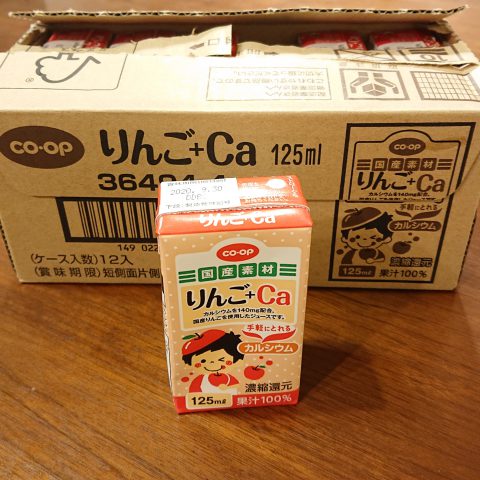 co-op
りんご+Ca 125ml
(ケース入数)12入
(賞味期限)短側面片側
co-op
国産素材
りんご+Ca
手軽にとれる
カルシウム
濃縮還元
125ml 果汁100%
2020.9.30
りんご+Ca
co-op
国産素材
りんご+Ca
カルシウムを140mg配合。
国産りんごを使用したジュースです。
手軽にとれる
カルシウム
濃縮還元
125ml 果汁100%